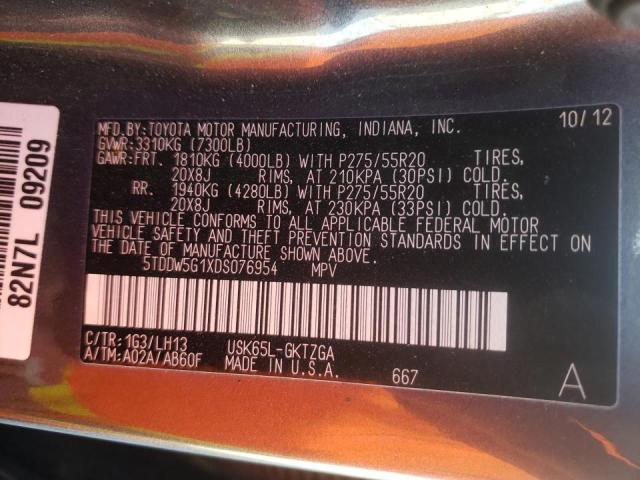 82N7L 09209
MFD. BY:TOYOTA MOTOR MANUFACTURING, INDIANA, INC. 10/12
GVWR:3310KG (7300LB)
GAWR:FRT. 1810KG (4000LB) WITH P275/55R20 TIRES,
20X8J RIMS, AT 210KPA (30PSI) COLD.
RR. 1940KG (4280LB) WITH P275/55R20 TIRES,
20X8J RIMS, AT 230KPA (33PSI) COLD.
THIS VEHICLE CONFORMS TO ALL APPLICABLE FEDERAL MOTOR
VEHICLE SAFETY AND THEFT PREVENTION STANDARDS IN EFFECT ON
THE DATE OF MANUFACTURE SHOWN ABOVE.
5TDDW5G1XDS076954 MPV
C/TR:1G3/LH13 USK65L-GKTZGA
A/TM:A02A/AB60F MADE IN U.S.A. 667 A